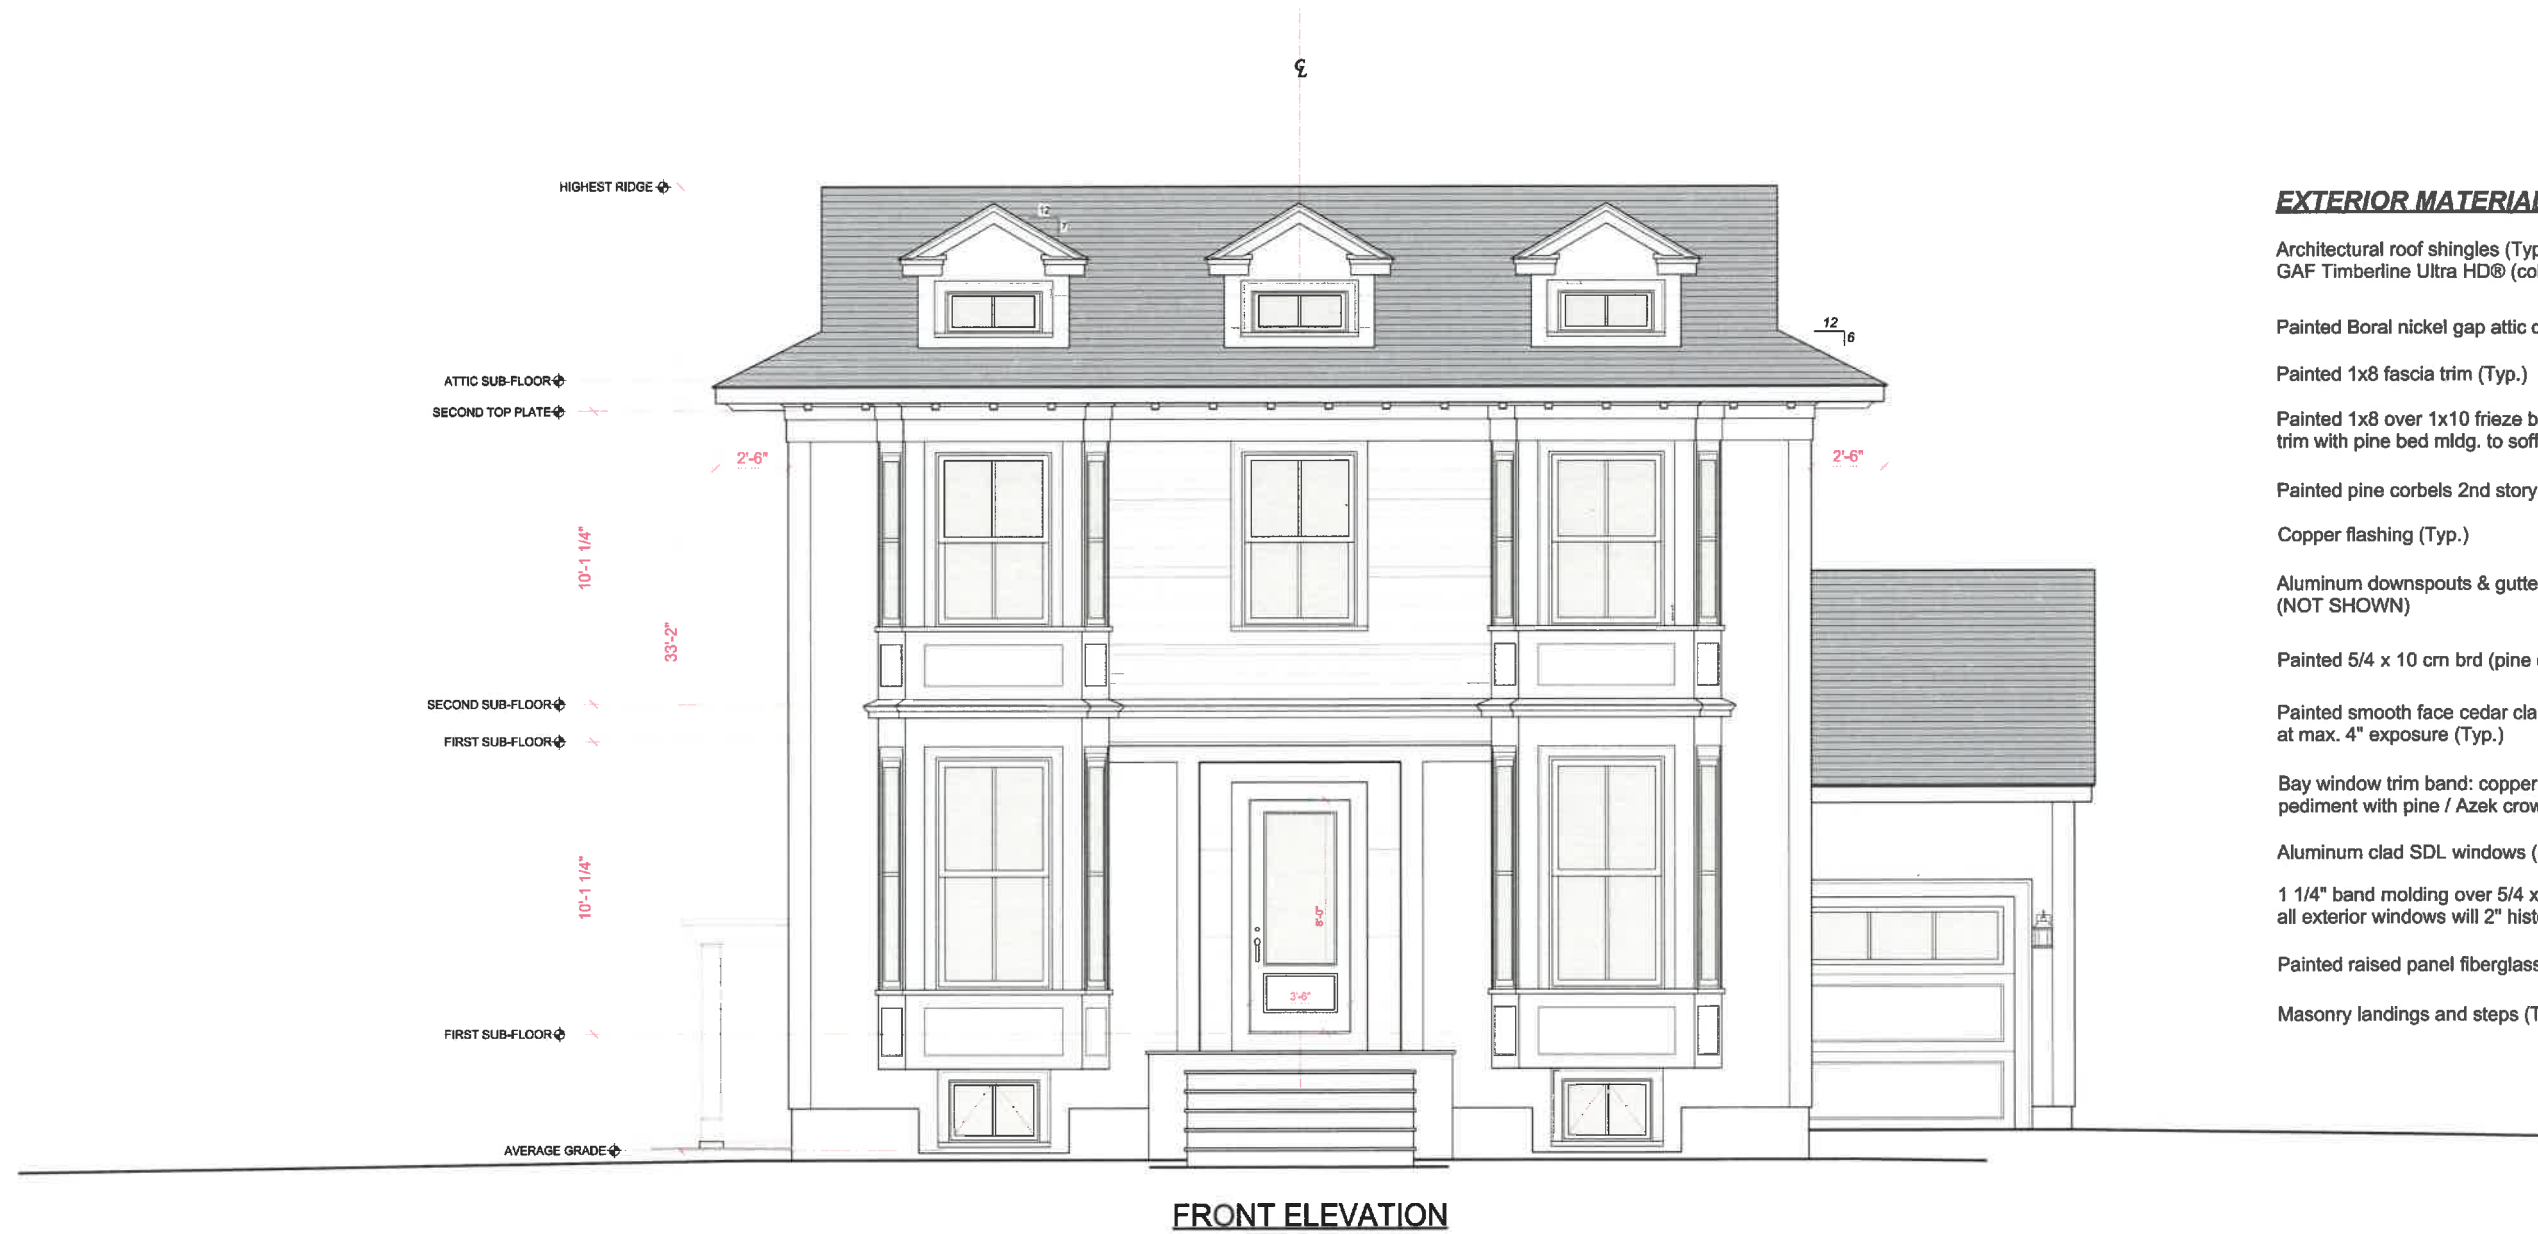 ℄
HIGHEST RIDGE
12
7
12
6
ATTIC SUB-FLOOR
SECOND TOP PLATE
2'-6"
2'-6"
10'-1 1/4"
33'-2"
SECOND SUB-FLOOR
FIRST SUB-FLOOR
10'-1 1/4"
8'-0"
3'-6"
FIRST SUB-FLOOR
AVERAGE GRADE
FRONT ELEVATION
EXTERIOR MATERIAL
Architectural roof shingles (Typ
GAF Timberline Ultra HD® (co
Painted Boral nickel gap attic
Painted 1x8 fascia trim (Typ.)
Painted 1x8 over 1x10 frieze b
trim with pine bed mldg. to soff
Painted pine corbels 2nd story
Copper flashing (Typ.)
Aluminum downspouts & gutte
(NOT SHOWN)
Painted 5/4 x 10 crn brd (pine
Painted smooth face cedar cla
at max. 4" exposure (Typ.)
Bay window trim band: copper
pediment with pine / Azek crow
Aluminum clad SDL windows (
1 1/4" band molding over 5/4 x
all exterior windows will 2" hist
Painted raised panel fiberglass
Masonry landings and steps (T